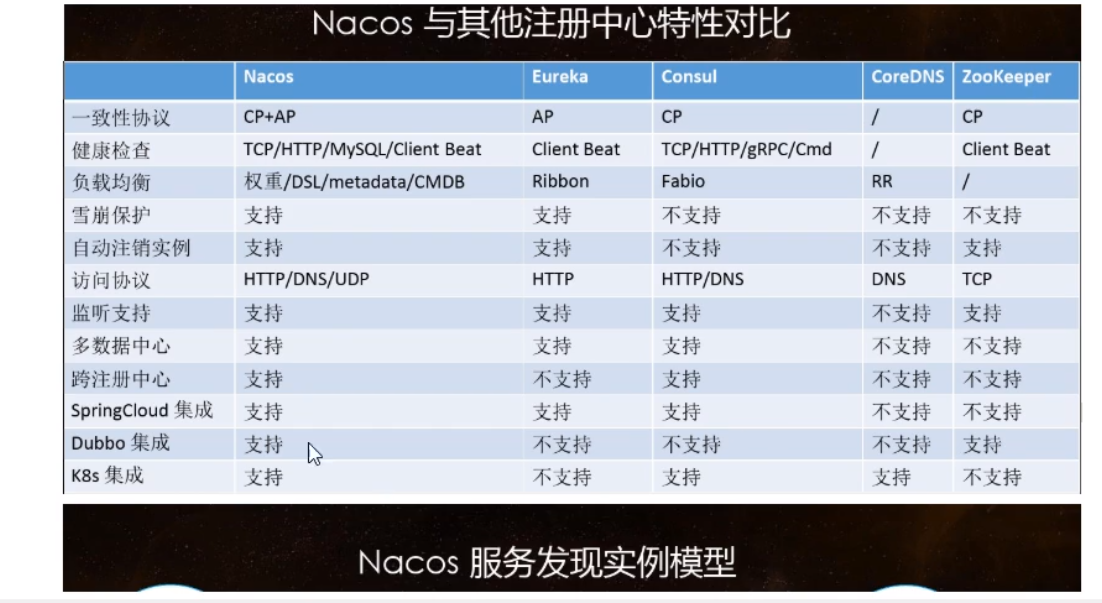 Nacos 与其他注册中心特性对比
Nacos Eureka Consul CoreDNS ZooKeeper
一致性协议 CP+AP AP CP / CP
健康检查 TCP/HTTP/MySQL/Client Beat Client Beat TCP/HTTP/gRPC/Cmd / Client Beat
负载均衡 权重/DSL/metadata/CMDB Ribbon Fabio RR /
雪崩保护 支持 支持 不支持 不支持 不支持
自动注销实例 支持 支持 不支持 不支持 支持
访问协议 HTTP/DNS/UDP HTTP HTTP/DNS DNS TCP
监听支持 支持 支持 支持 不支持 支持
多数据中心 支持 支持 支持 不支持 不支持
跨注册中心 支持 不支持 支持 不支持 不支持
SpringCloud 集成 支持 支持 支持 不支持 不支持
Dubbo 集成 支持 不支持 不支持 不支持 支持
K8s 集成 支持 不支持 支持 支持 不支持
Nacos 服务发现实例模型